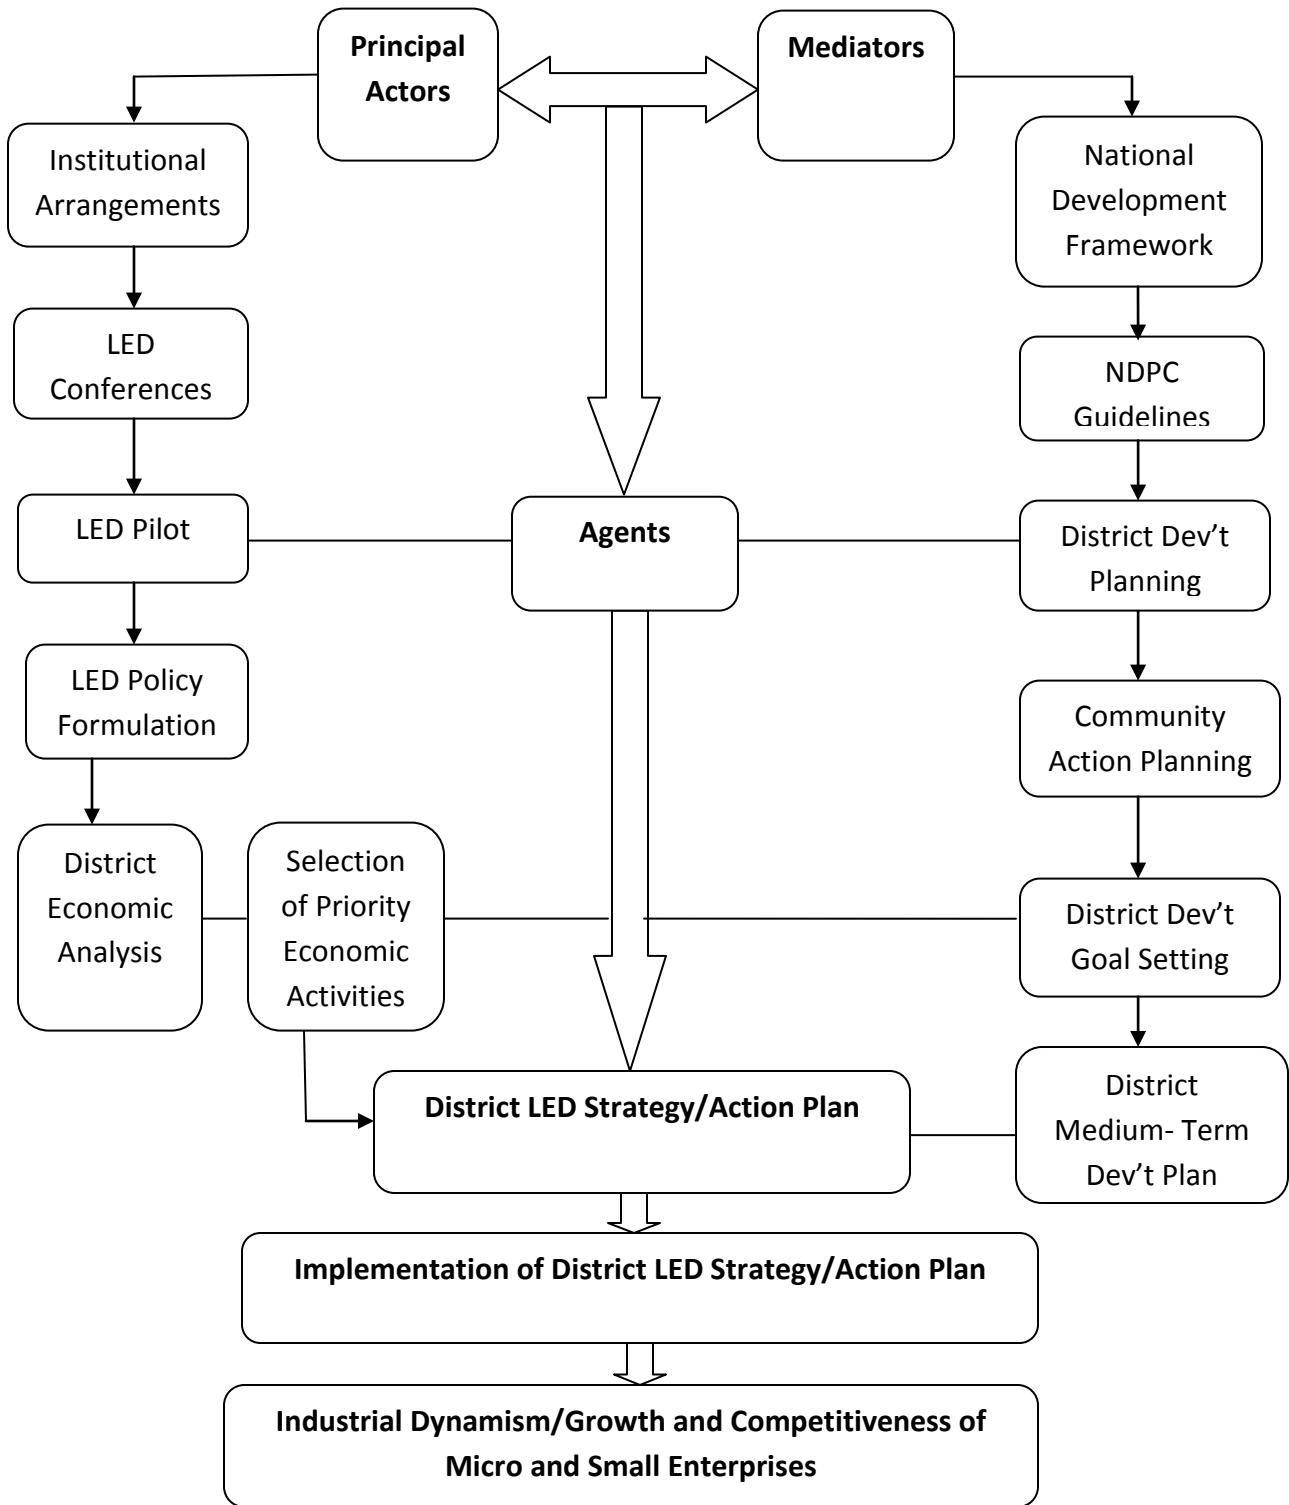 Principal
Actors
Mediators
Institutional
Arrangements
National
Development
Framework
LED
Conferences
NDPC
Guidelines
LED Pilot
Agents
District Dev’t
Planning
LED Policy
Formulation
Community
Action Planning
District
Economic
Analysis
Selection
of Priority
Economic
Activities
District Dev’t
Goal Setting
District LED Strategy/Action Plan
District
Medium- Term
Dev’t Plan
Implementation of District LED Strategy/Action Plan
Industrial Dynamism/Growth and Competitiveness of
Micro and Small Enterprises